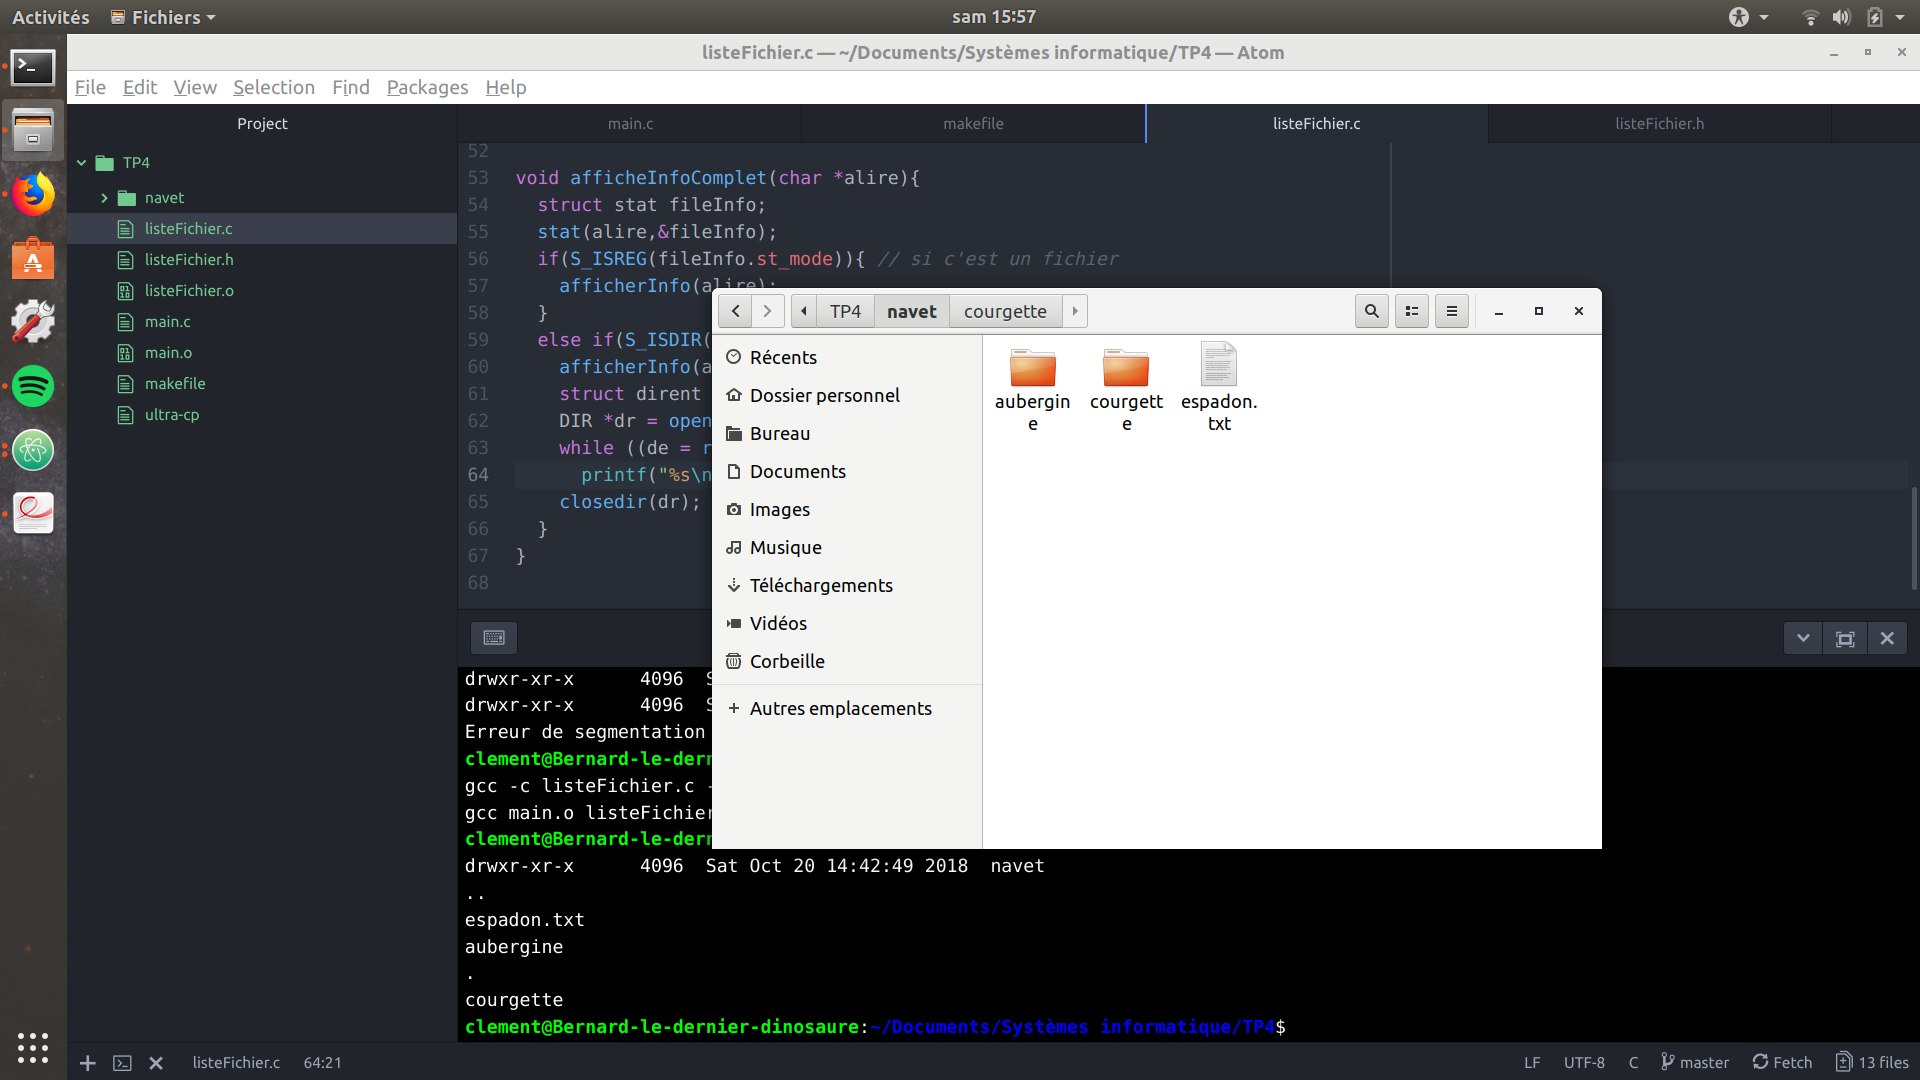 Activités
Fichiers
sam 15:57
listeFichier.c — ~/Documents/Systèmes informatique/TP4 — Atom
File Edit View Selection Find Packages Help
Project
main.c
makefile
listeFichier.c
listeFichier.h
TP4
navet
listeFichier.c
listeFichier.h
listeFichier.o
main.c
main.o
makefile
ultra-cp
52
53 void afficheInfoComplet(char *alire){
54 struct stat fileInfo;
55 stat(alire,&fileInfo);
56 if(S_ISREG(fileInfo.st_mode)){ // si c'est un fichier
57 afficherInfo(alire);
58 }
59 else if(S_ISDIR(
60 afficherInfo(a
61 struct dirent
62 DIR *dr = open
63 while ((de = r
64 printf("%s\n
65 closedir(dr);
66 }
67 }
68
TP4 navet courgette
Récents
Dossier personnel
Bureau
Documents
Images
Musique
Téléchargements
Vidéos
Corbeille
Autres emplacements
aubergin
e
courgett
e
espadon.
txt
drwxr-xr-x 4096 S
drwxr-xr-x 4096 S
Erreur de segmentation
clement@Bernard-le-dern
gcc -c listeFichier.c -
gcc main.o listeFichier
clement@Bernard-le-dern
drwxr-xr-x 4096 Sat Oct 20 14:42:49 2018 navet
..
espadon.txt
aubergine
.
courgette
clement@Bernard-le-dernier-dinosaure:~/Documents/Systèmes informatique/TP4$
listeFichier.c 64:21
LF UTF-8 C master Fetch 13 files